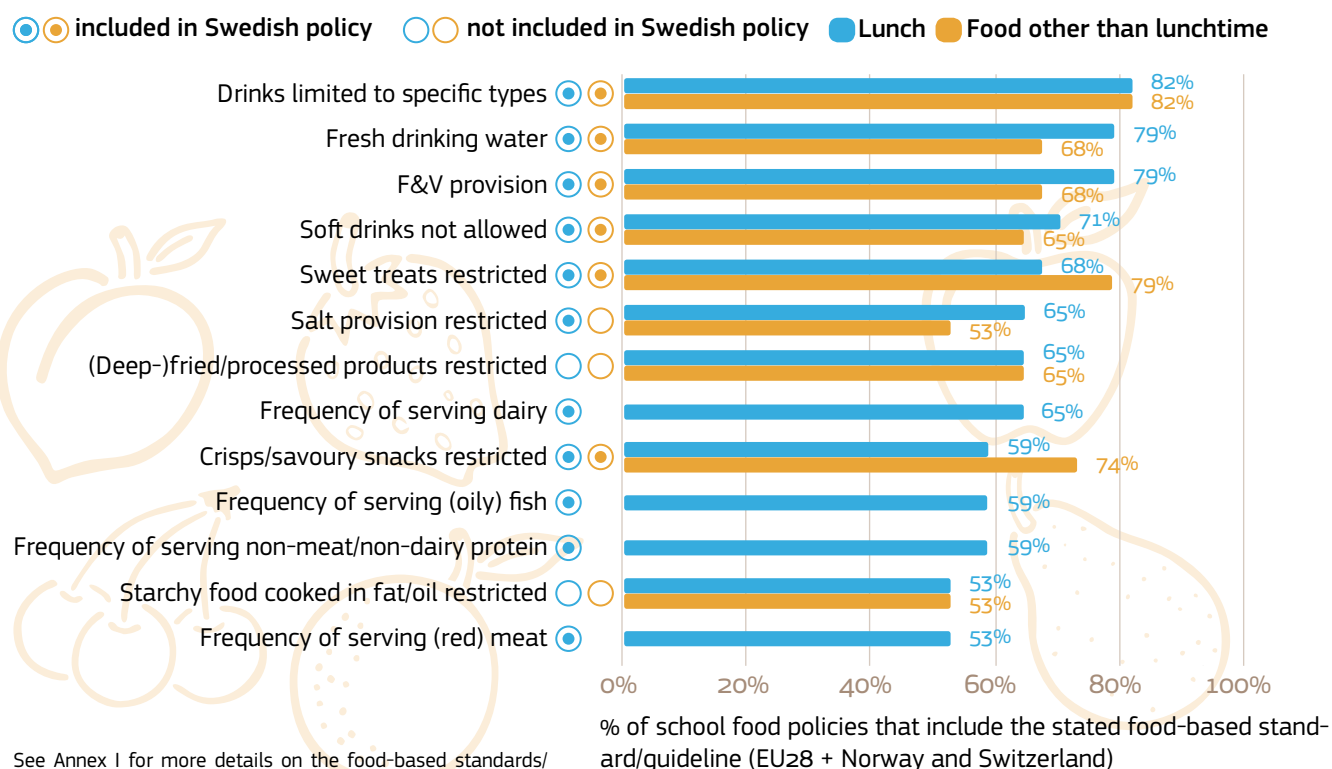 included in Swedish policy not included in Swedish policy Lunch Food other than lunchtime
Drinks limited to specific types 82%
82%
Fresh drinking water 79%
68%
F&V provision 79%
68%
Soft drinks not allowed 71%
65%
Sweet treats restricted 68%
79%
Salt provision restricted 65%
53%
(Deep-)fried/processed products restricted 65%
65%
Frequency of serving dairy 65%
Crisps/savoury snacks restricted 59%
74%
Frequency of serving (oily) fish 59%
Frequency of serving non-meat/non-dairy protein 59%
Starchy food cooked in fat/oil restricted 53%
53%
Frequency of serving (red) meat 53%
0% 20% 40% 60% 80% 100%
% of school food policies that include the stated food-based stand-
ard/guideline (EU28 + Norway and Switzerland)
See Annex I for more details on the food-based standards/